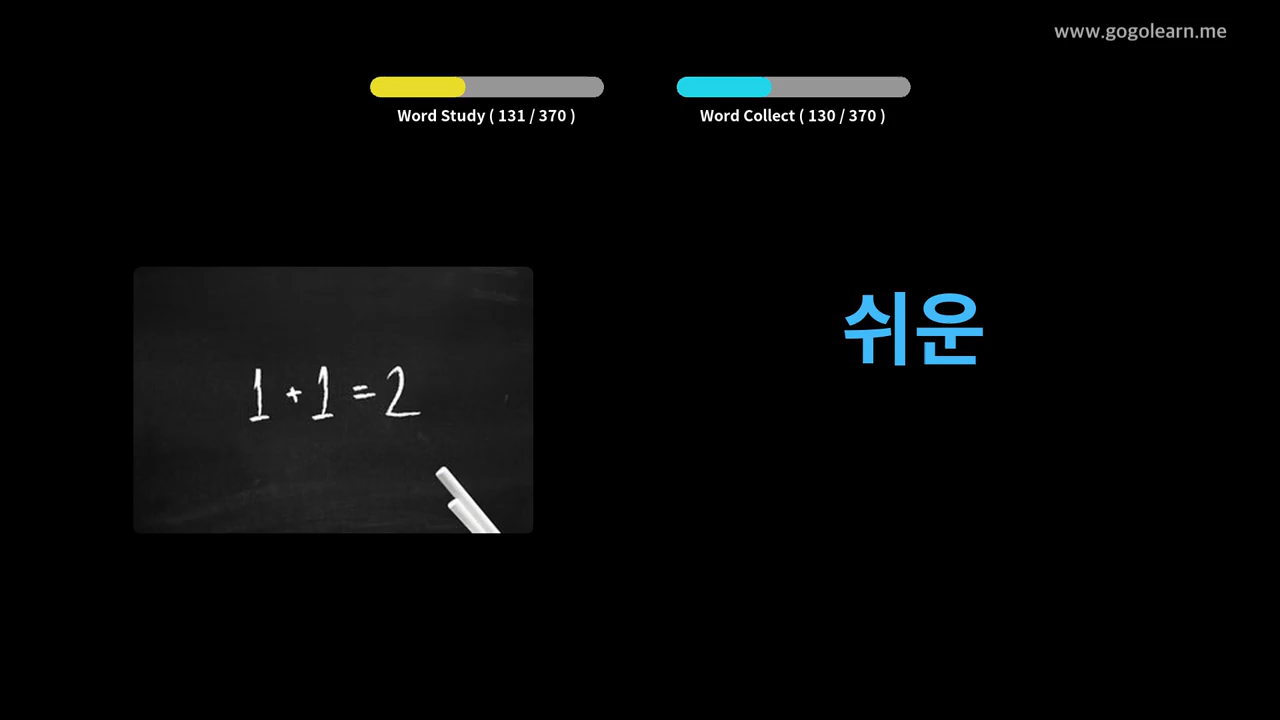 www.gogolearn.me
Word Study ( 131 / 370 )
Word Collect ( 130 / 370 )
쉬운
1 + 1 = 2